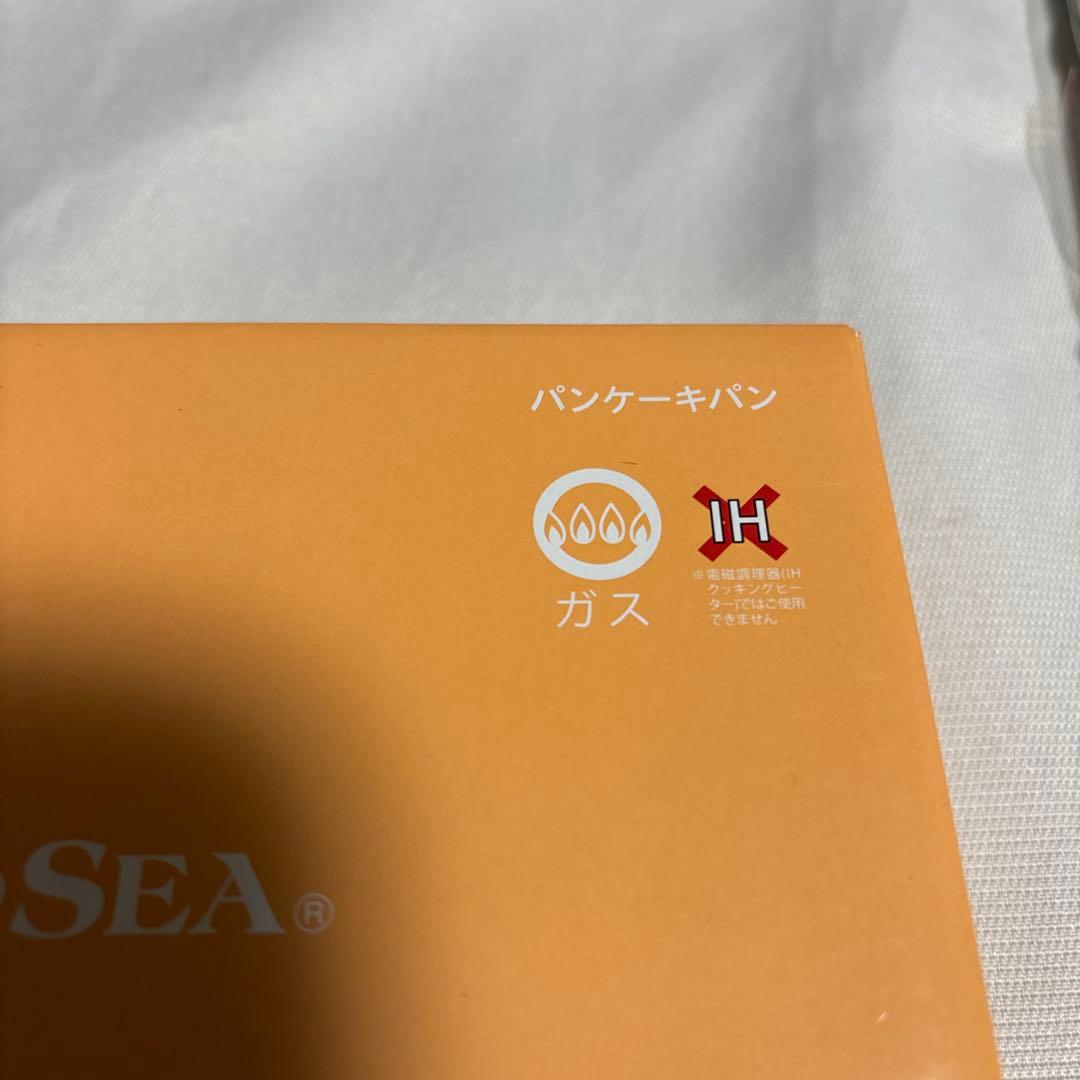 パンケーキパン
IH
ガス
※電磁調理器(IH
クッキングヒー
ター)ではご使用
できません
SEA®